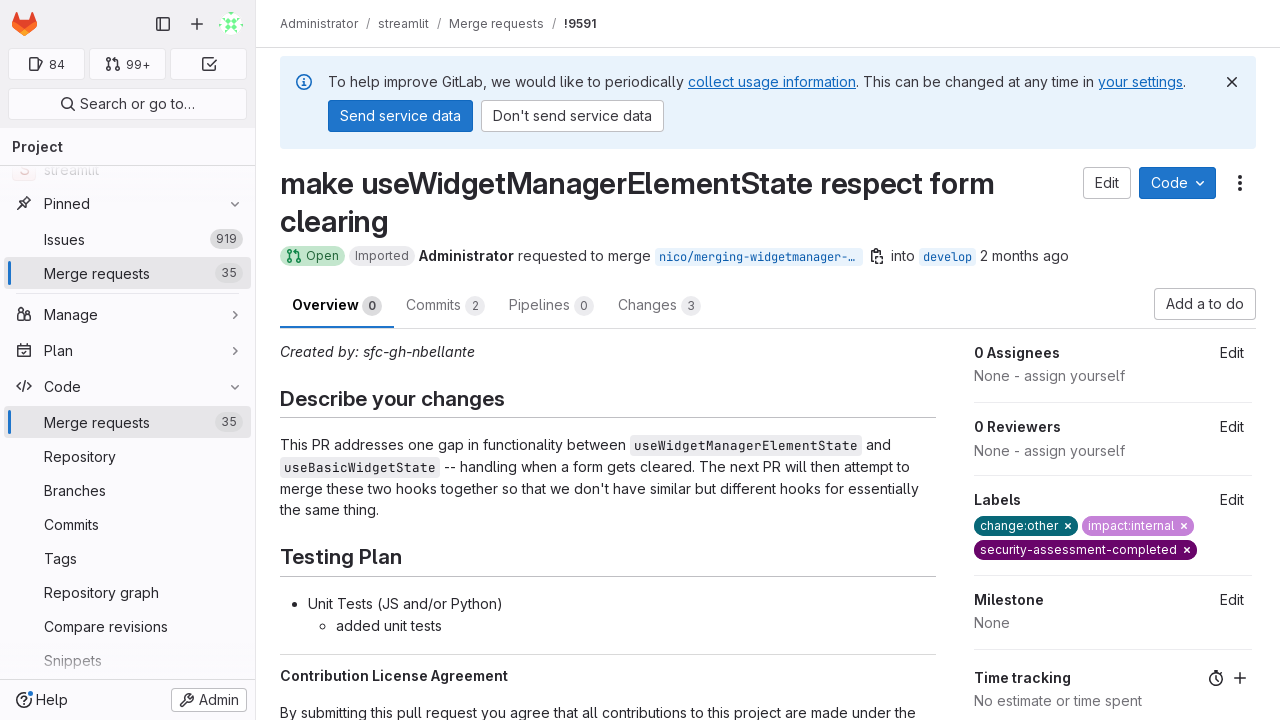 Administrator / streamlit / Merge requests / !9591
84
99+
Search or go to…
Project
streamlit
Pinned
Issues 919
Merge requests 35
Manage
Plan
Code
Merge requests 35
Repository
Branches
Commits
Tags
Repository graph
Compare revisions
Snippets
Help
Admin
To help improve GitLab, we would like to periodically collect usage information. This can be changed at any time in your settings.
Send service data
Don't send service data
make useWidgetManagerElementState respect form
clearing
Edit
Code
Open Imported Administrator requested to merge nico/merging-widgetmanager-… into develop 2 months ago
Overview 0 Commits 2 Pipelines 0 Changes 3
Add a to do
Created by: sfc-gh-nbellante
Describe your changes
This PR addresses one gap in functionality between useWidgetManagerElementState and
useBasicWidgetState -- handling when a form gets cleared. The next PR will then attempt to
merge these two hooks together so that we don't have similar but different hooks for essentially
the same thing.
Testing Plan
• Unit Tests (JS and/or Python)
◦ added unit tests
Contribution License Agreement
By submitting this pull request you agree that all contributions to this project are made under the
0 Assignees Edit
None - assign yourself
0 Reviewers Edit
None - assign yourself
Labels Edit
change:other × impact:internal ×
security-assessment-completed ×
Milestone Edit
None
Time tracking
No estimate or time spent